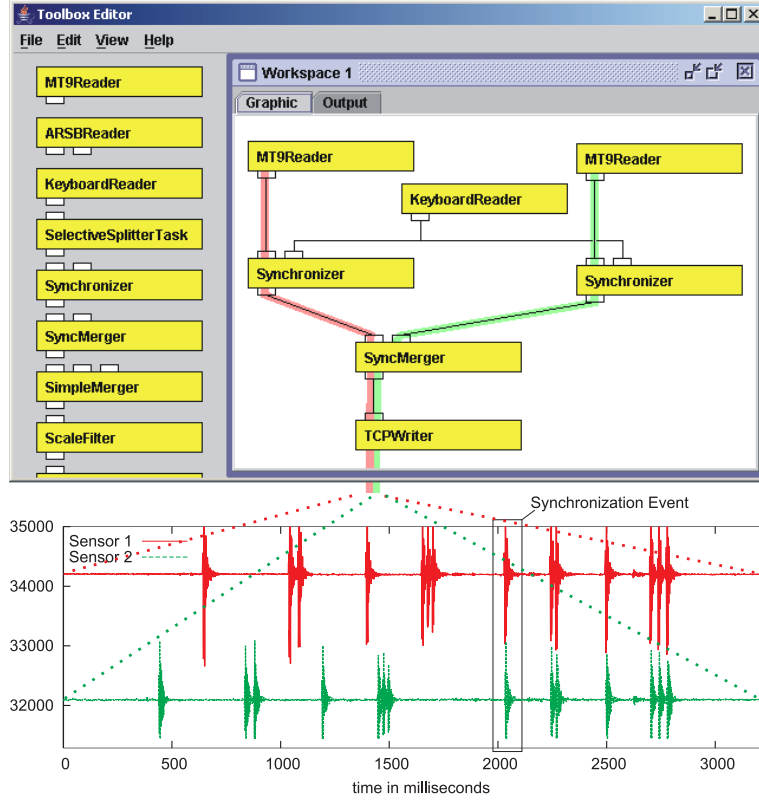 Toolbox Editor
File Edit View Help
MT9Reader
ARSBReader
KeyboardReader
SelectiveSplitterTask
Synchronizer
SyncMerger
SimpleMerger
ScaleFilter
Workspace 1
Graphic Output
MT9Reader
MT9Reader
KeyboardReader
Synchronizer
Synchronizer
SyncMerger
TCPWriter
Synchronization Event
35000
Sensor 1
Sensor 2
34000
33000
32000
0 500 1000 1500 2000 2500 3000
time in milliseconds